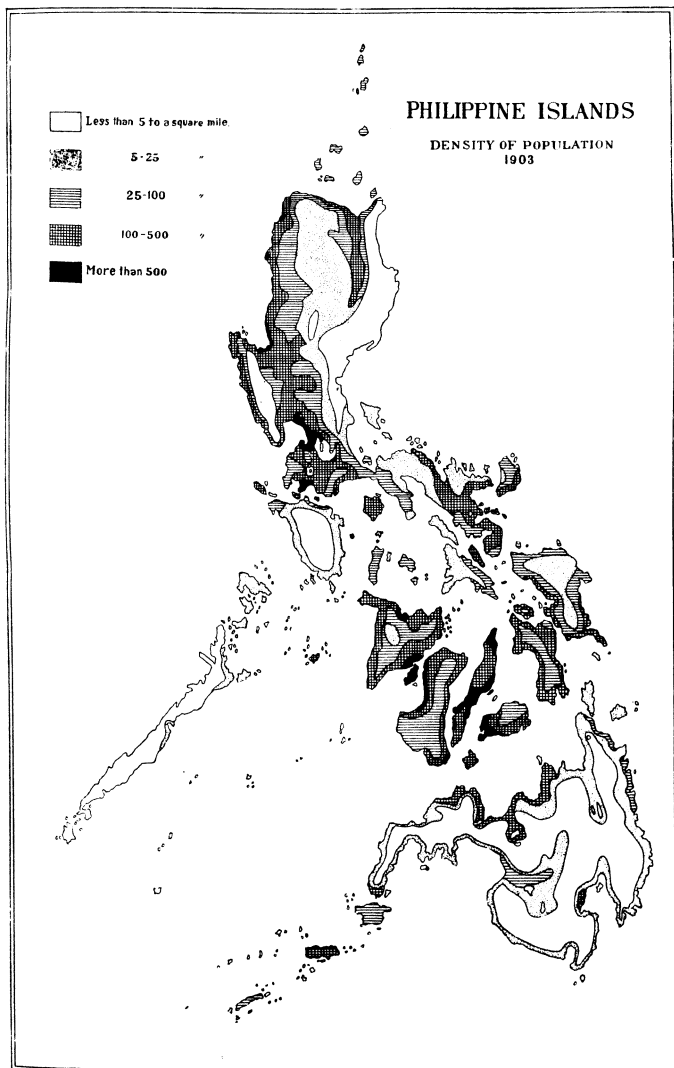 PHILIPPINE ISLANDS
DENSITY OF POPULATION
1903
Less than 5 to a square mile.
5-25 "
25-100 "
100-500 "
More than 500